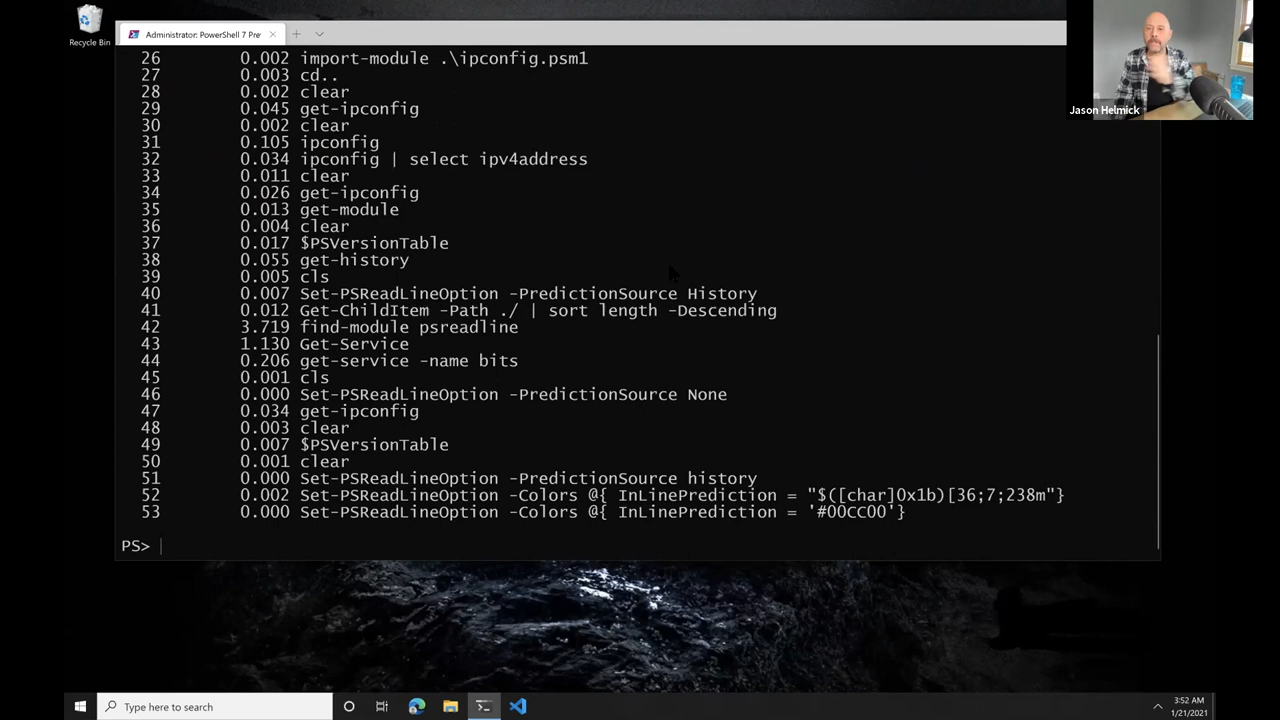 Recycle Bin
Administrator: PowerShell 7 Pre
Jason Helmick
26 0.002 import-module .\ipconfig.psm1
27 0.003 cd..
28 0.002 clear
29 0.045 get-ipconfig
30 0.002 clear
31 0.105 ipconfig
32 0.034 ipconfig | select ipv4address
33 0.011 clear
34 0.026 get-ipconfig
35 0.013 get-module
36 0.004 clear
37 0.017 $PSVersionTable
38 0.055 get-history
39 0.005 cls
40 0.007 Set-PSReadLineOption -PredictionSource History
41 0.012 Get-ChildItem -Path ./ | sort length -Descending
42 3.719 find-module psreadline
43 1.130 Get-Service
44 0.206 get-service -name bits
45 0.001 cls
46 0.000 Set-PSReadLineOption -PredictionSource None
47 0.034 get-ipconfig
48 0.003 clear
49 0.007 $PSVersionTable
50 0.001 clear
51 0.000 Set-PSReadLineOption -PredictionSource history
52 0.002 Set-PSReadLineOption -Colors @{ InLinePrediction = "$([char]0x1b)[36;7;238m"}
53 0.000 Set-PSReadLineOption -Colors @{ InLinePrediction = '#00CC00'}
PS>
Type here to search
3:52 AM
1/21/2021